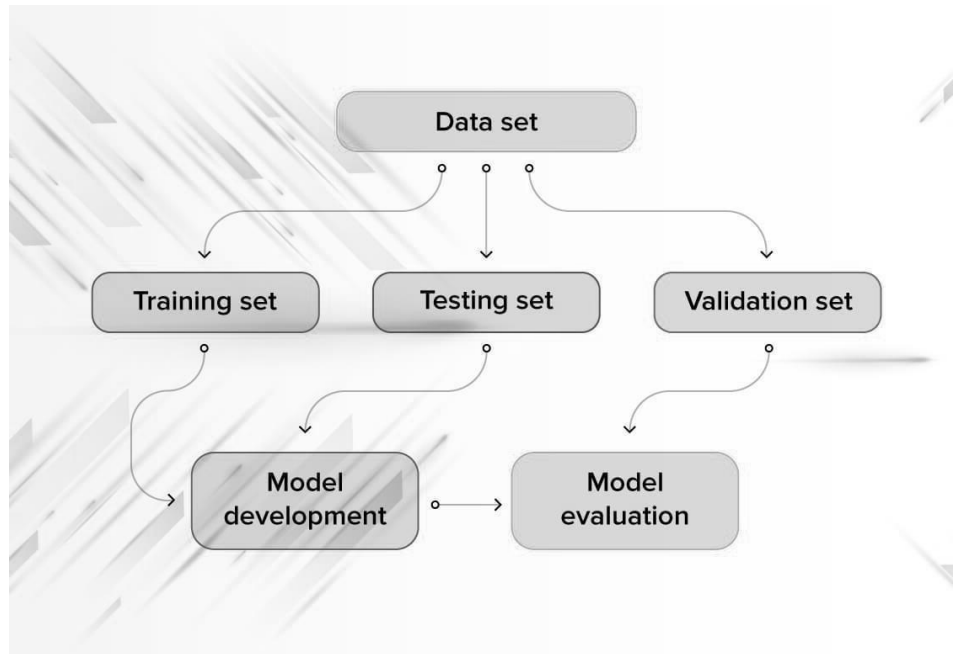 Data set
Training set
Testing set
Validation set
Model
development
Model
evaluation